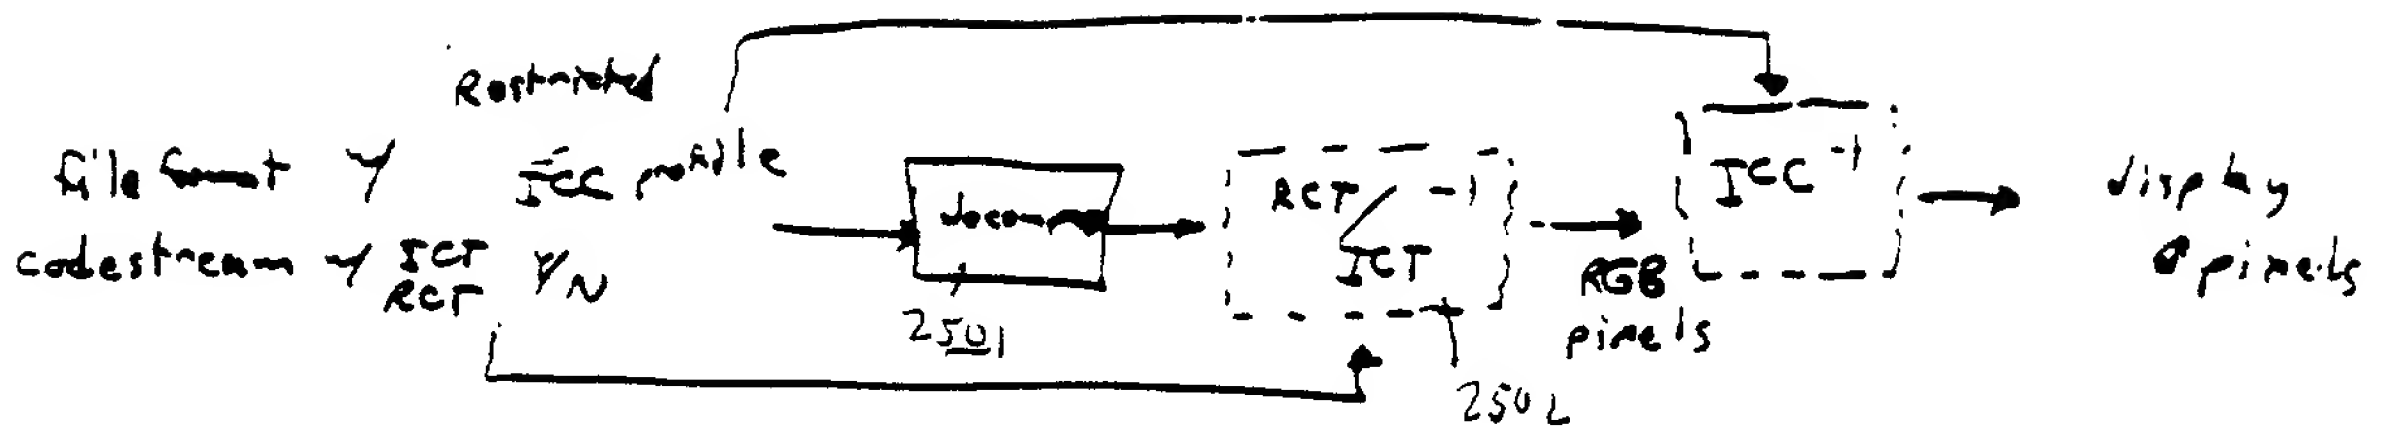 Restricted
file format w/ ICC profile
codestream w/ ICT Y/N
RCT
decomp
2501
RCT/ -1
ICT
2502
RGB
pixels
ICC -1
display
pixels